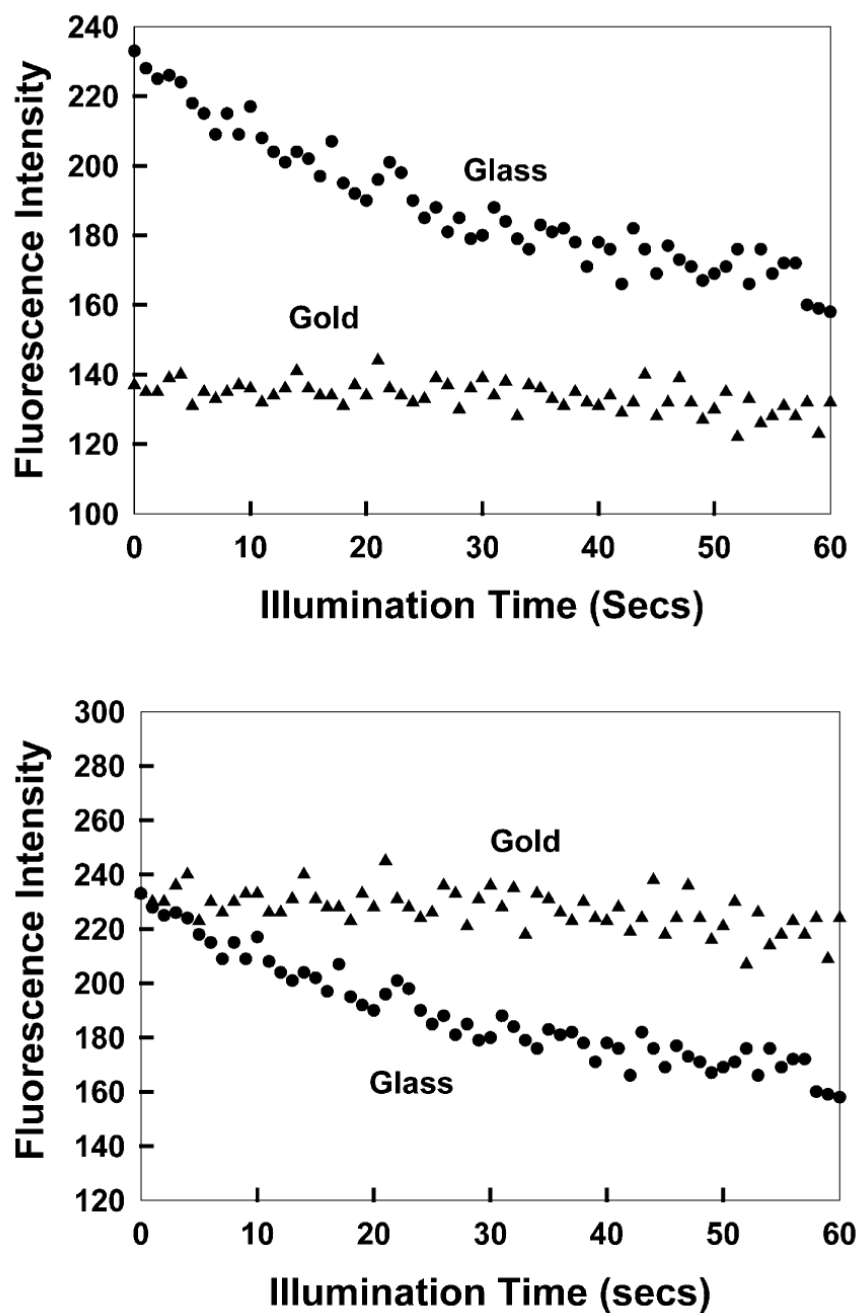 240
220
200
180
160
140
120
100
Fluorescence Intensity
Glass
Gold
0 10 20 30 40 50 60
Illumination Time (Secs)
300
280
260
240
220
200
180
160
140
120
Fluorescence Intensity
Gold
Glass
0 10 20 30 40 50 60
Illumination Time (secs)